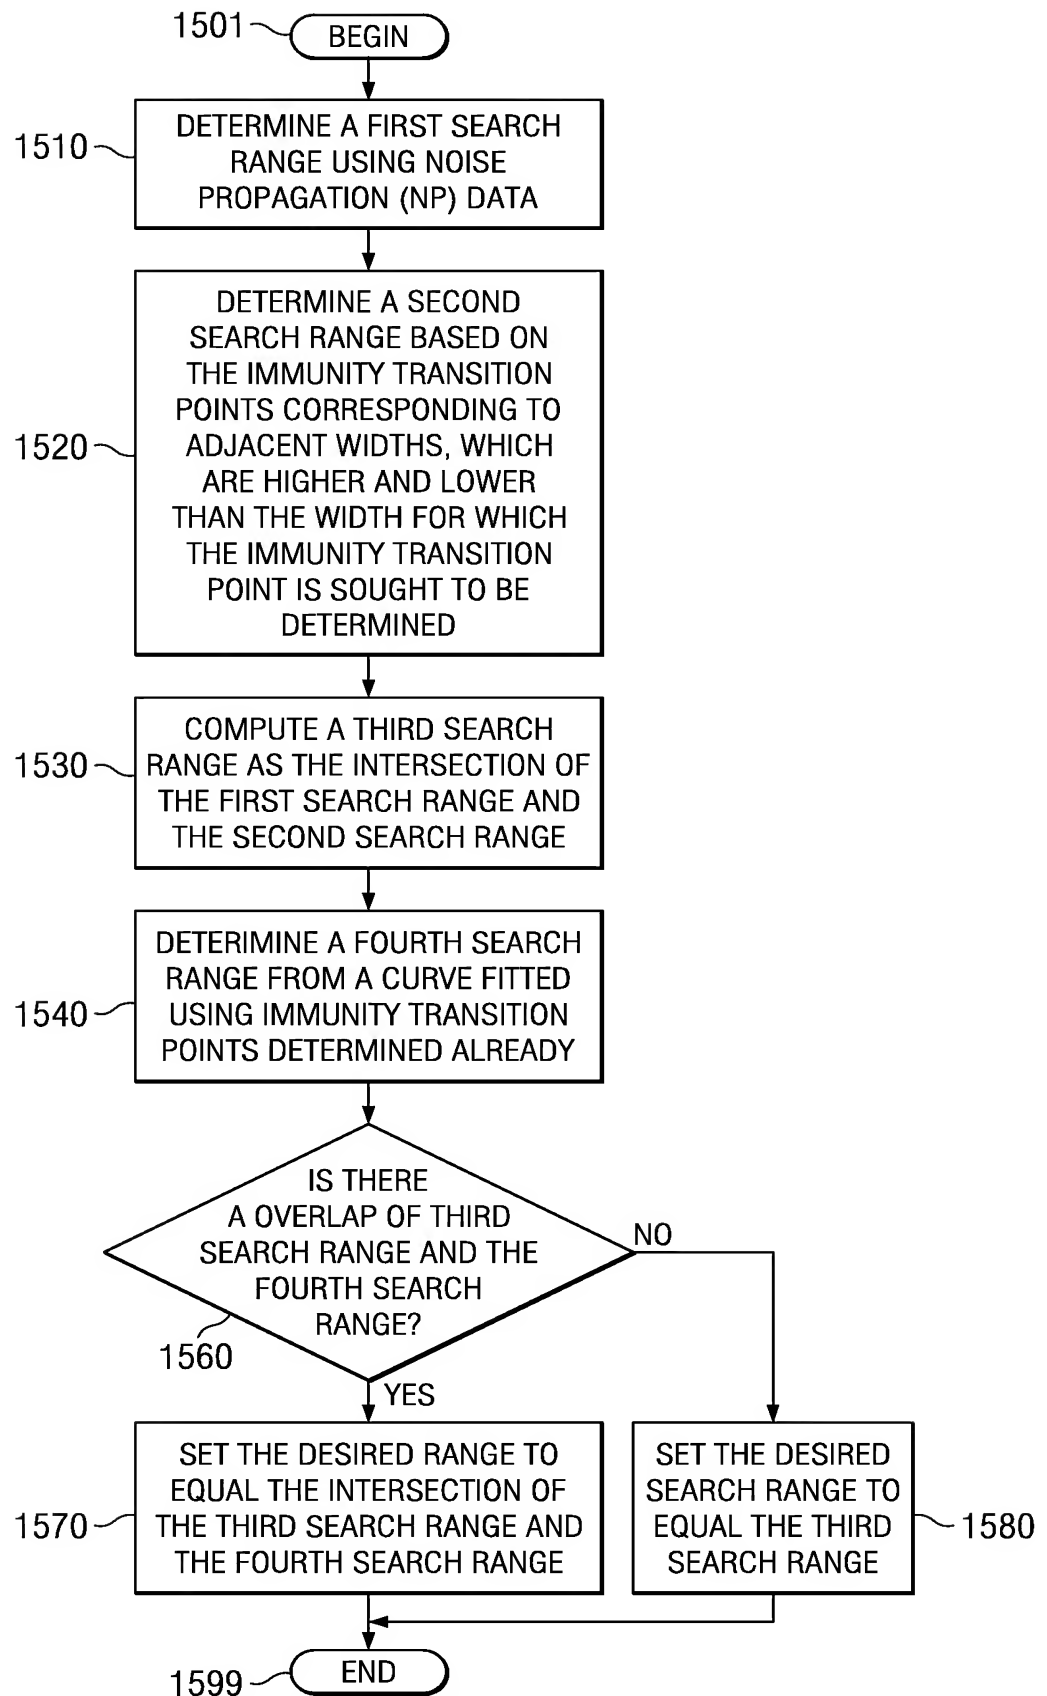 1501
BEGIN
1510
DETERMINE A FIRST SEARCH
RANGE USING NOISE
PROPAGATION (NP) DATA
1520
DETERMINE A SECOND
SEARCH RANGE BASED ON
THE IMMUNITY TRANSITION
POINTS CORRESPONDING TO
ADJACENT WIDTHS, WHICH
ARE HIGHER AND LOWER
THAN THE WIDTH FOR WHICH
THE IMMUNITY TRANSITION
POINT IS SOUGHT TO BE
DETERMINED
1530
COMPUTE A THIRD SEARCH
RANGE AS THE INTERSECTION OF
THE FIRST SEARCH RANGE AND
THE SECOND SEARCH RANGE
1540
DETERIMINE A FOURTH SEARCH
RANGE FROM A CURVE FITTED
USING IMMUNITY TRANSITION
POINTS DETERMINED ALREADY
IS THERE
A OVERLAP OF THIRD
SEARCH RANGE AND THE
FOURTH SEARCH
RANGE?
1560
NO
YES
1570
SET THE DESIRED RANGE TO
EQUAL THE INTERSECTION OF
THE THIRD SEARCH RANGE AND
THE FOURTH SEARCH RANGE
SET THE DESIRED
SEARCH RANGE TO
EQUAL THE THIRD
SEARCH RANGE
1580
1599
END